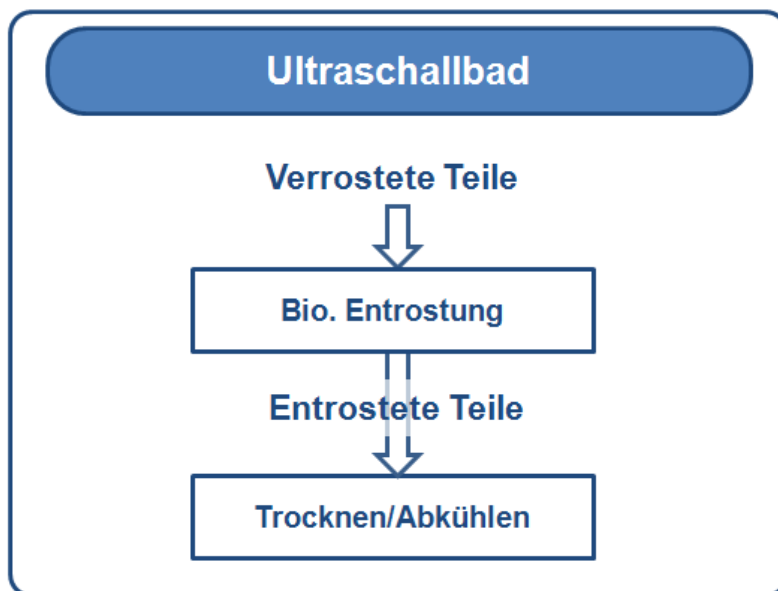 Ultraschallbad
Verrostete Teile
Bio. Entrostung
Entrostete Teile
Trocknen/Abkühlen